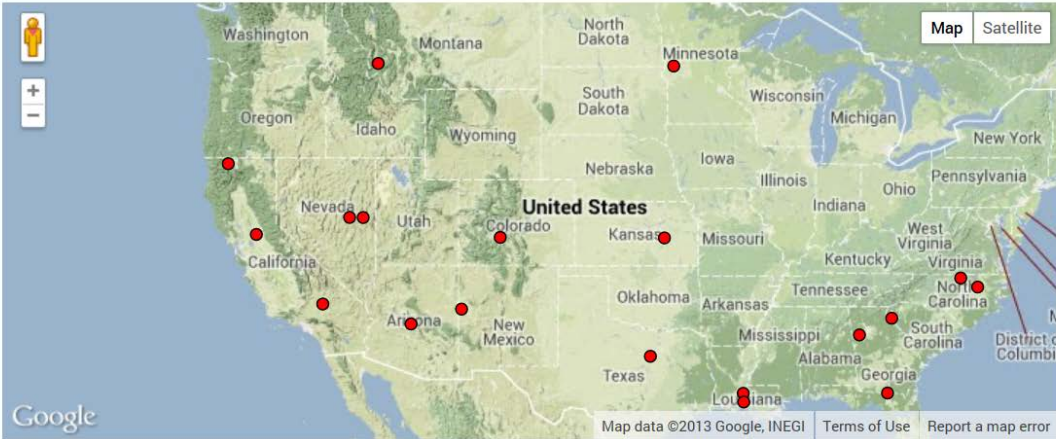 Washington
Montana
North
Dakota
Minnesota
Map
Satellite
+
−
Oregon
Idaho
Wyoming
South
Dakota
Wisconsin
Michigan
New York
Nebraska
Iowa
Illinois
Indiana
Ohio
Pennsylvania
Nevada
Utah
Colorado
United States
Kansas
Missouri
West
Virginia
Kentucky
Virginia
California
Arizona
New
Mexico
Oklahoma
Arkansas
Tennessee
North
Carolina
Mississippi
Alabama
South
Carolina
Georgia
District o
Columbi
Texas
Louisiana
Google
Map data ©2013 Google, INEGI
Terms of Use
Report a map error